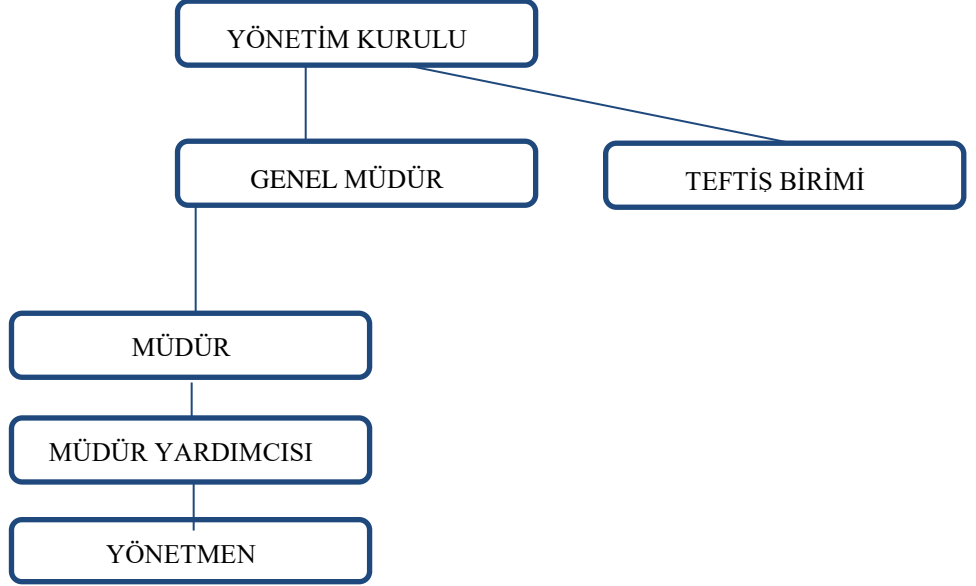 YÖNETİM KURULU
GENEL MÜDÜR
TEFTİŞ BİRİMİ
MÜDÜR
MÜDÜR YARDIMCISI
YÖNETMEN